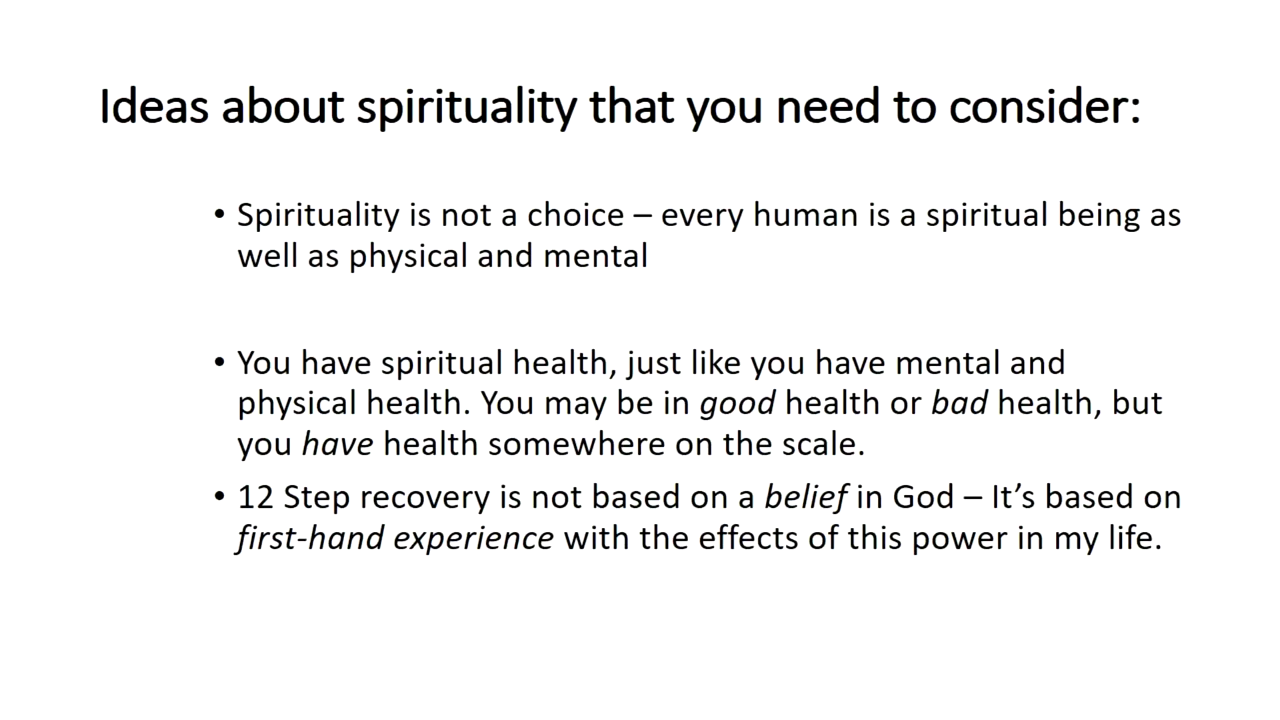 Ideas about spirituality that you need to consider:
• Spirituality is not a choice – every human is a spiritual being as
well as physical and mental
• You have spiritual health, just like you have mental and
physical health. You may be in good health or bad health, but
you have health somewhere on the scale.
• 12 Step recovery is not based on a belief in God – It’s based on
first-hand experience with the effects of this power in my life.